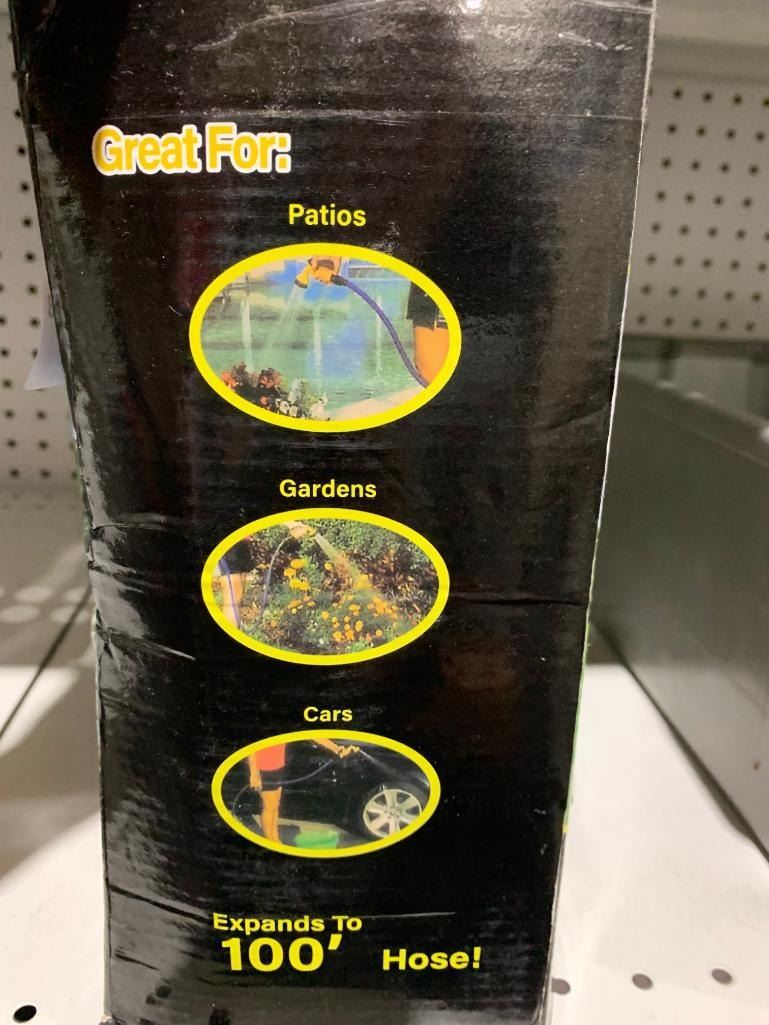 Great For:
Patios
Gardens
Cars
Expands To
100' Hose!